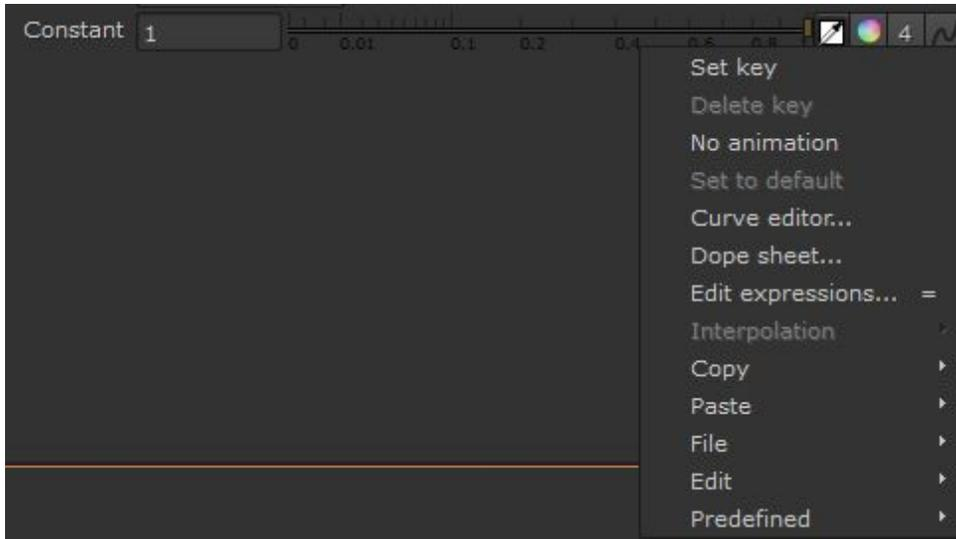 Constant 1 4
0 0.01 0.1 0.2 0.4 0.6 0.8
Set key
Delete key
No animation
Set to default
Curve editor...
Dope sheet...
Edit expressions... =
Interpolation
Copy
Paste
File
Edit
Predefined